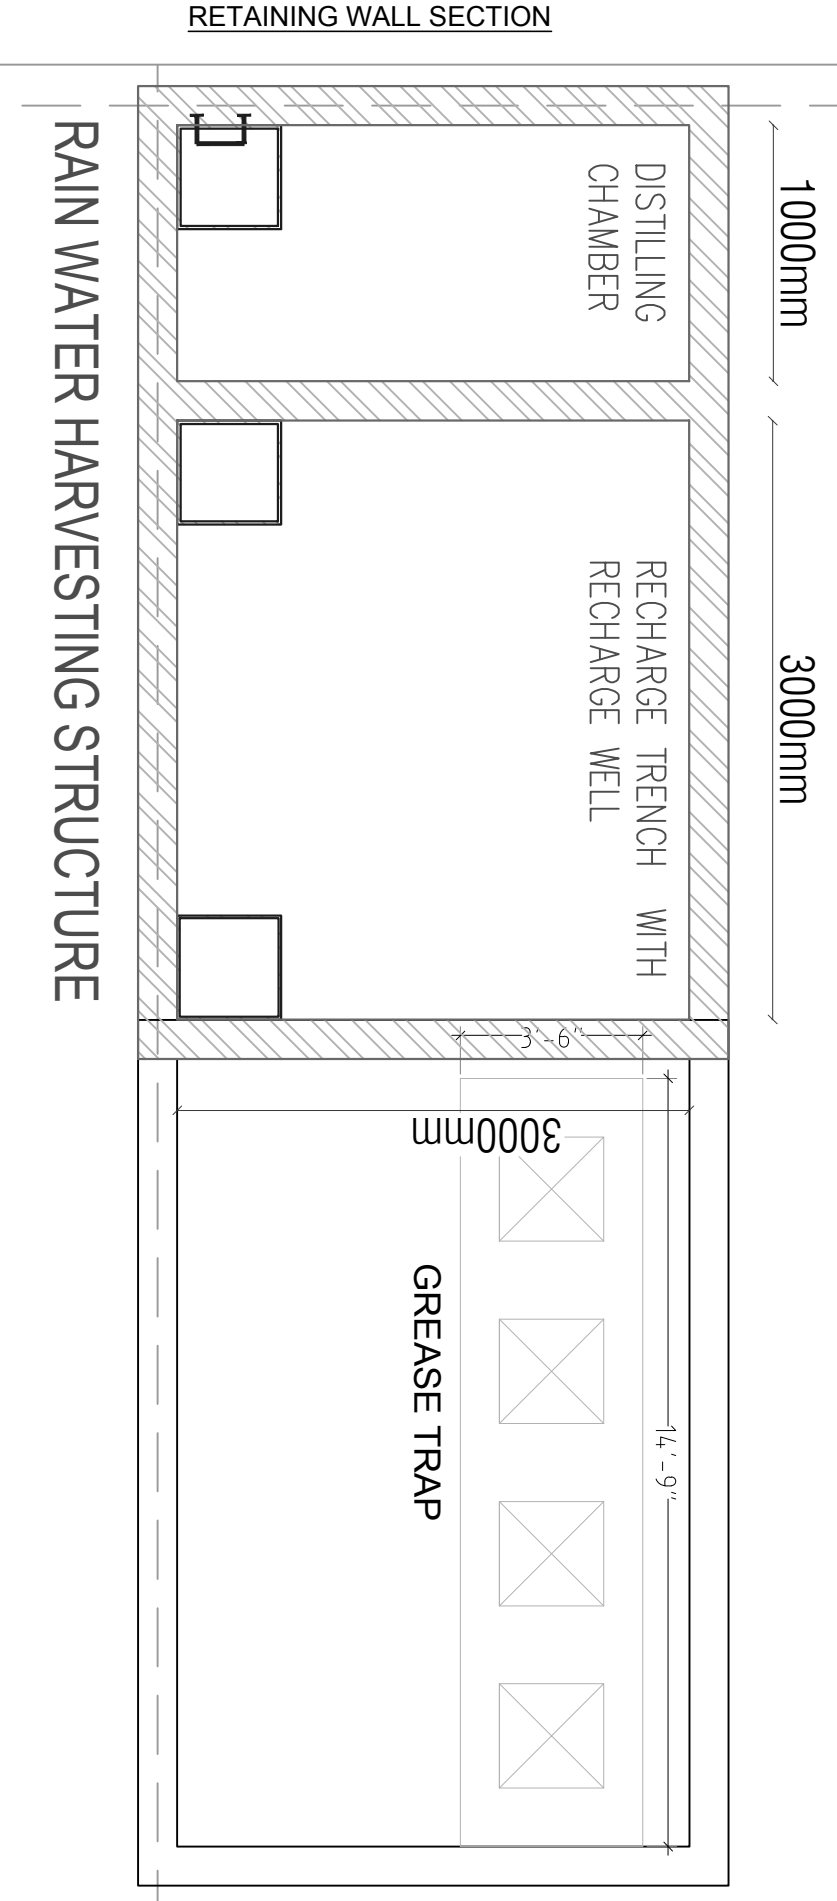 RETAINING WALL SECTION
RAIN WATER HARVESTING STRUCTURE
DISTILLING
CHAMBER
1000mm
RECHARGE TRENCH WITH
RECHARGE WELL
3000mm
3'-6"
3000mm
GREASE TRAP
14'-9"